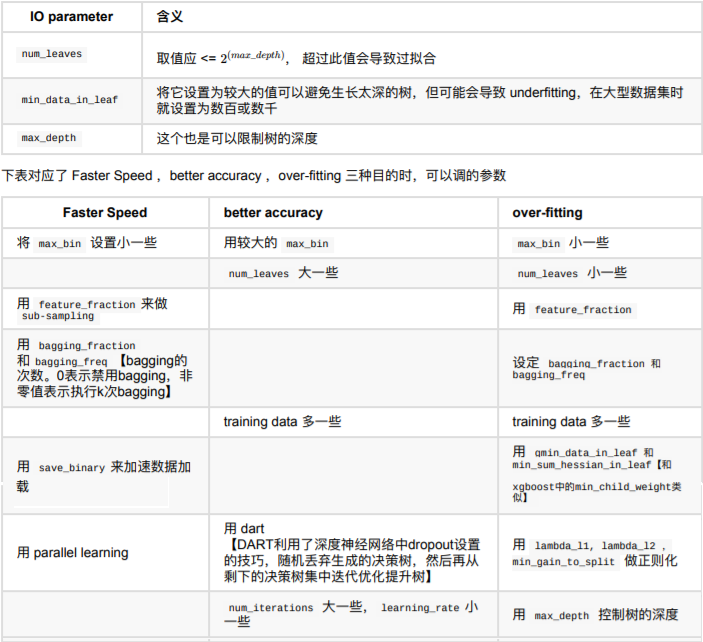 IO parameter 含义
num_leaves 取值应 <= 2^(max_depth)， 超过此值会导致过拟合
min_data_in_leaf 将它设置为较大的值可以避免生长太深的树，但可能会导致 underfitting，在大型数据集时
就设置为数百或数千
max_depth 这个也是可以限制树的深度
下表对应了 Faster Speed ，better accuracy ，over-fitting 三种目的时，可以调的参数
Faster Speed better accuracy over-fitting
将 max_bin 设置小一些 用较大的 max_bin max_bin 小一些
num_leaves 大一些 num_leaves 小一些
用 feature_fraction 来做
sub-sampling
用 feature_fraction
用 bagging_fraction
和 bagging_freq 【bagging的
次数。0表示禁用bagging，非
零值表示执行k次bagging】
设定 bagging_fraction 和
bagging_freq
training data 多一些 training data 多一些
用 save_binary 来加速数据加
载
用 gmin_data_in_leaf 和
min_sum_hessian_in_leaf【和
xgboost中的min_child_weight类
似】
用 parallel learning
用 dart
【DART利用了深度神经网络中dropout设置
的技巧，随机丢弃生成的决策树，然后再从
剩下的决策树集中迭代优化提升树】
用 lambda_l1, lambda_l2 ，
min_gain_to_split 做正则化
num_iterations 大一些， learning_rate 小
一些
用 max_depth 控制树的深度